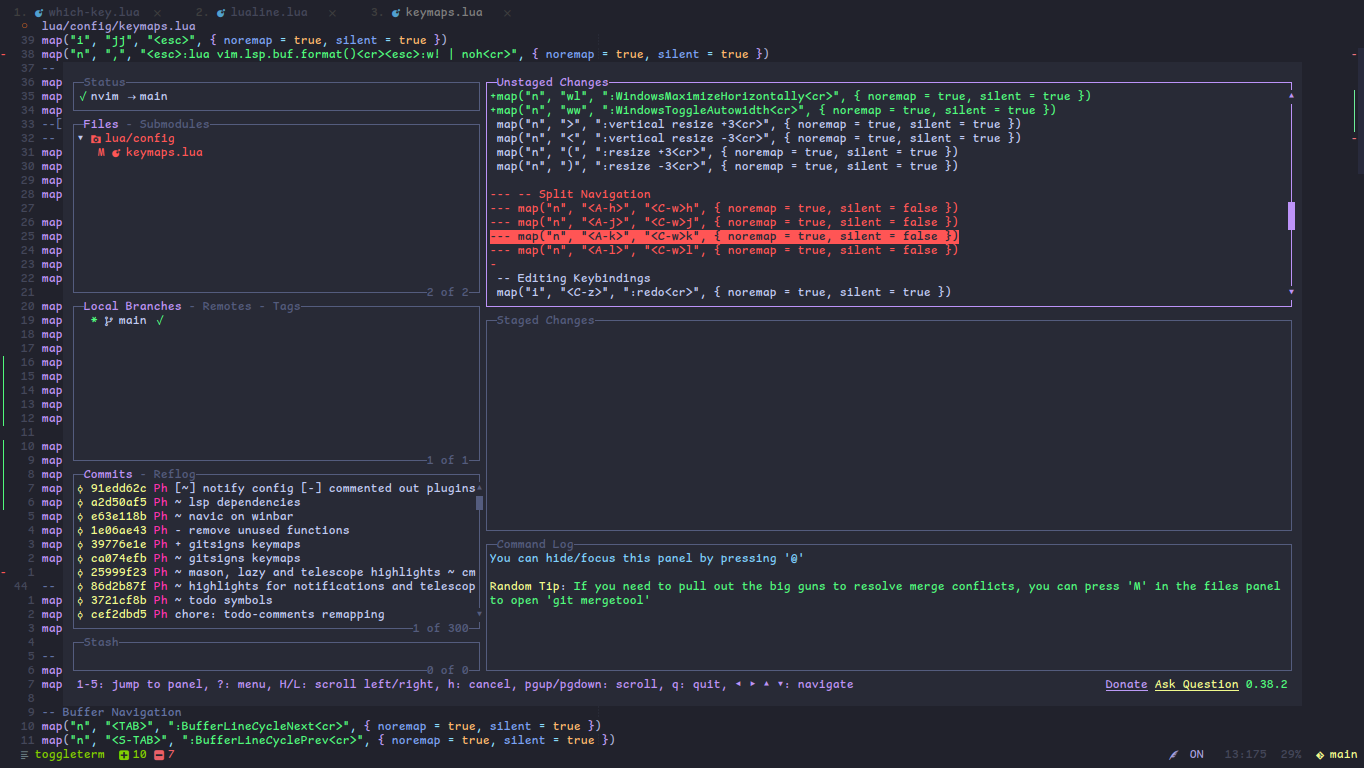 1. which-key.lua × 2. lualine.lua × 3. keymaps.lua ×
lua/config/keymaps.lua
39 map("i", "jj", "<esc>", { noremap = true, silent = true })
38 map("n", ",", "<esc>:lua vim.lsp.buf.format()<cr><esc>:w! | noh<cr>", { noremap = true, silent = true })
37 --
36 map
35 map
34 map
33 --[
32 --
31 map
30 map
29 map
28 map
27
26 map
25 map
24 map
23 map
22 map
21
20 map
19 map
18 map
17 map
16 map
15 map
14 map
13 map
12 map
11
10 map
9 map
8 map
7 map
6 map
5 map
4 map
3 map
2 map
1
44 --
1 map
2 map
3 map
4
5 --
6 map
7 map
8
Status
✓ nvim → main
Files - Submodules
▼ lua/config
M keymaps.lua
2 of 2
Local Branches - Remotes - Tags
* main ✓
1 of 1
Commits - Reflog
91edd62c Ph [~] notify config [-] commented out plugins
a2d50af5 Ph ~ lsp dependencies
e63e118b Ph ~ navic on winbar
1e06ae43 Ph - remove unused functions
39776e1e Ph + gitsigns keymaps
ca074efb Ph ~ gitsigns keymaps
25999f23 Ph ~ mason, lazy and telescope highlights ~ cm
86d2b87f Ph ~ highlights for notifications and telescop
3721cf8b Ph ~ todo symbols
cef2dbd5 Ph chore: todo-comments remapping
1 of 300
Stash
0 of 0
Unstaged Changes
+map("n", "wl", ":WindowsMaximizeHorizontally<cr>", { noremap = true, silent = true })
+map("n", "ww", ":WindowsToggleAutowidth<cr>", { noremap = true, silent = true })
map("n", ">", ":vertical resize +3<cr>", { noremap = true, silent = true })
map("n", "<", ":vertical resize -3<cr>", { noremap = true, silent = true })
map("n", "(", ":resize +3<cr>", { noremap = true, silent = true })
map("n", ")", ":resize -3<cr>", { noremap = true, silent = true })
--- -- Split Navigation
--- map("n", "<A-h>", "<C-w>h", { noremap = true, silent = false })
--- map("n", "<A-j>", "<C-w>j", { noremap = true, silent = false })
--- map("n", "<A-k>", "<C-w>k", { noremap = true, silent = false })
--- map("n", "<A-l>", "<C-w>l", { noremap = true, silent = false })
-
-- Editing Keybindings
map("i", "<C-z>", ":redo<cr>", { noremap = true, silent = true })
Staged Changes
Command Log
You can hide/focus this panel by pressing '@'
Random Tip: If you need to pull out the big guns to resolve merge conflicts, you can press 'M' in the files panel
to open 'git mergetool'
1-5: jump to panel, ?: menu, H/L: scroll left/right, h: cancel, pgup/pgdown: scroll, q: quit, ◂ ▸ ▴ ▾: navigate Donate Ask Question 0.38.2
9 -- Buffer Navigation
10 map("n", "<TAB>", ":BufferLineCycleNext<cr>", { noremap = true, silent = true })
11 map("n", "<S-TAB>", ":BufferLineCyclePrev<cr>", { noremap = true, silent = true })
toggleterm 10 7 ON 13:175 29% main